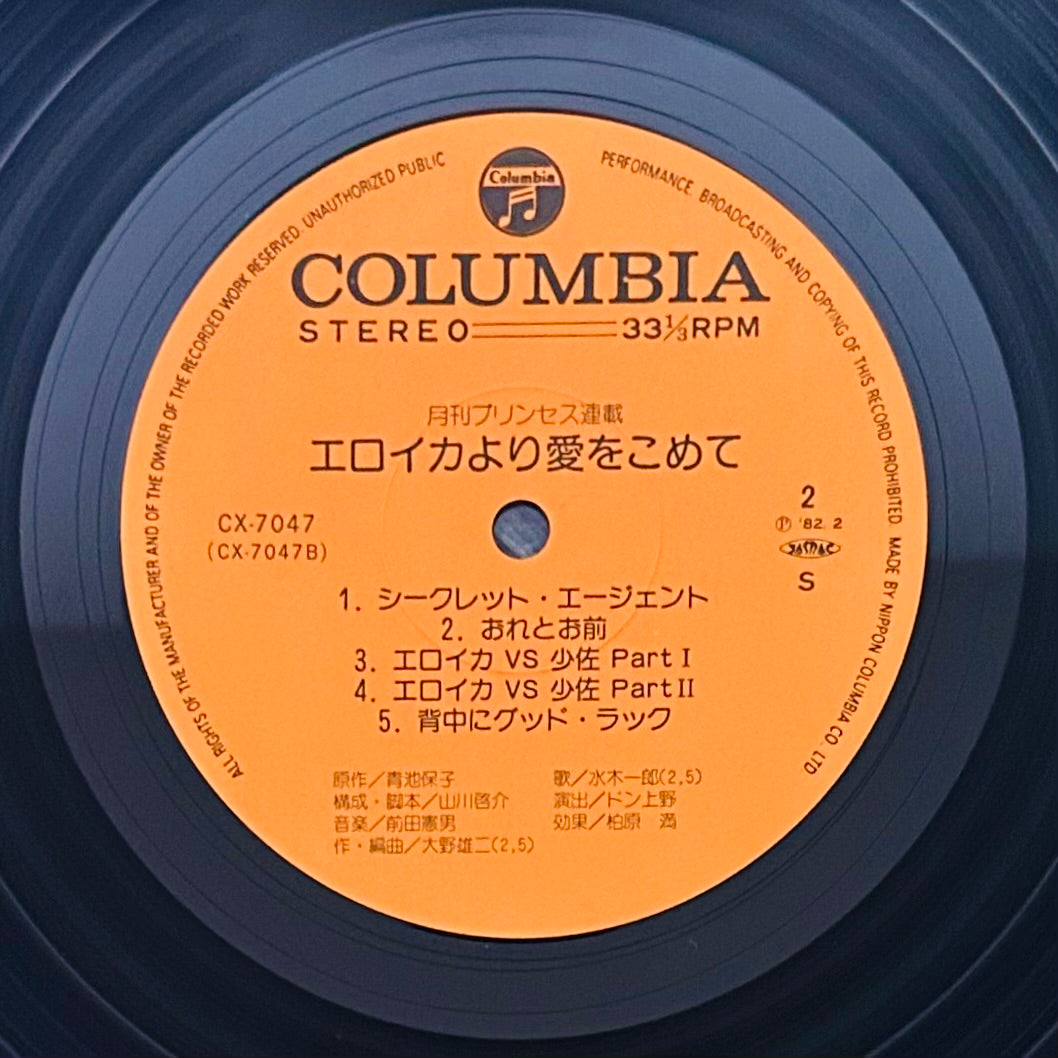 Columbia
ALL RIGHTS OF THE MANUFACTURER AND OF THE OWNER OF THE RECORDED WORK RESERVED. UNAUTHORIZED PUBLIC PERFORMANCE. BROADCASTING AND COPYING OF THIS RECORD PROHIBITED. MADE BY NIPPON COLUMBIA CO. LTD
COLUMBIA
STEREO 33⅓RPM
月刊プリンセス連載
エロイカより愛をこめて
CX-7047
(CX-7047B)
2
Ⓟ '82. 2
JASRAC
S
1. シークレット・エージェント
2. おれとお前
3. エロイカ VS 少佐 Part I
4. エロイカ VS 少佐 Part II
5. 背中にグッド・ラック
原作/青池保子
構成・脚本/山川啓介
音楽/前田憲男
作・編曲/大野雄二(2,5)
歌/水木一郎(2,5)
演出/ドン上野
効果/柏原 満